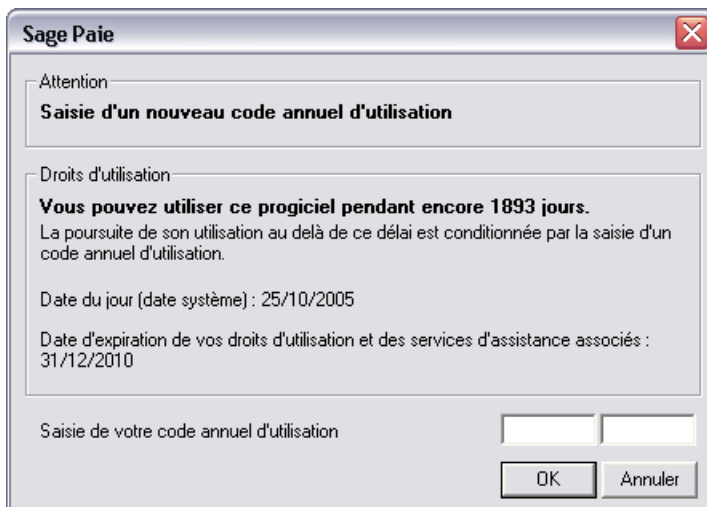 Sage Paie
Attention
Saisie d'un nouveau code annuel d'utilisation
Droits d'utilisation
Vous pouvez utiliser ce progiciel pendant encore 1893 jours.
La poursuite de son utilisation au delà de ce délai est conditionnée par la saisie d'un
code annuel d'utilisation.
Date du jour (date système) : 25/10/2005
Date d'expiration de vos droits d'utilisation et des services d'assistance associés :
31/12/2010
Saisie de votre code annuel d'utilisation
OK Annuler